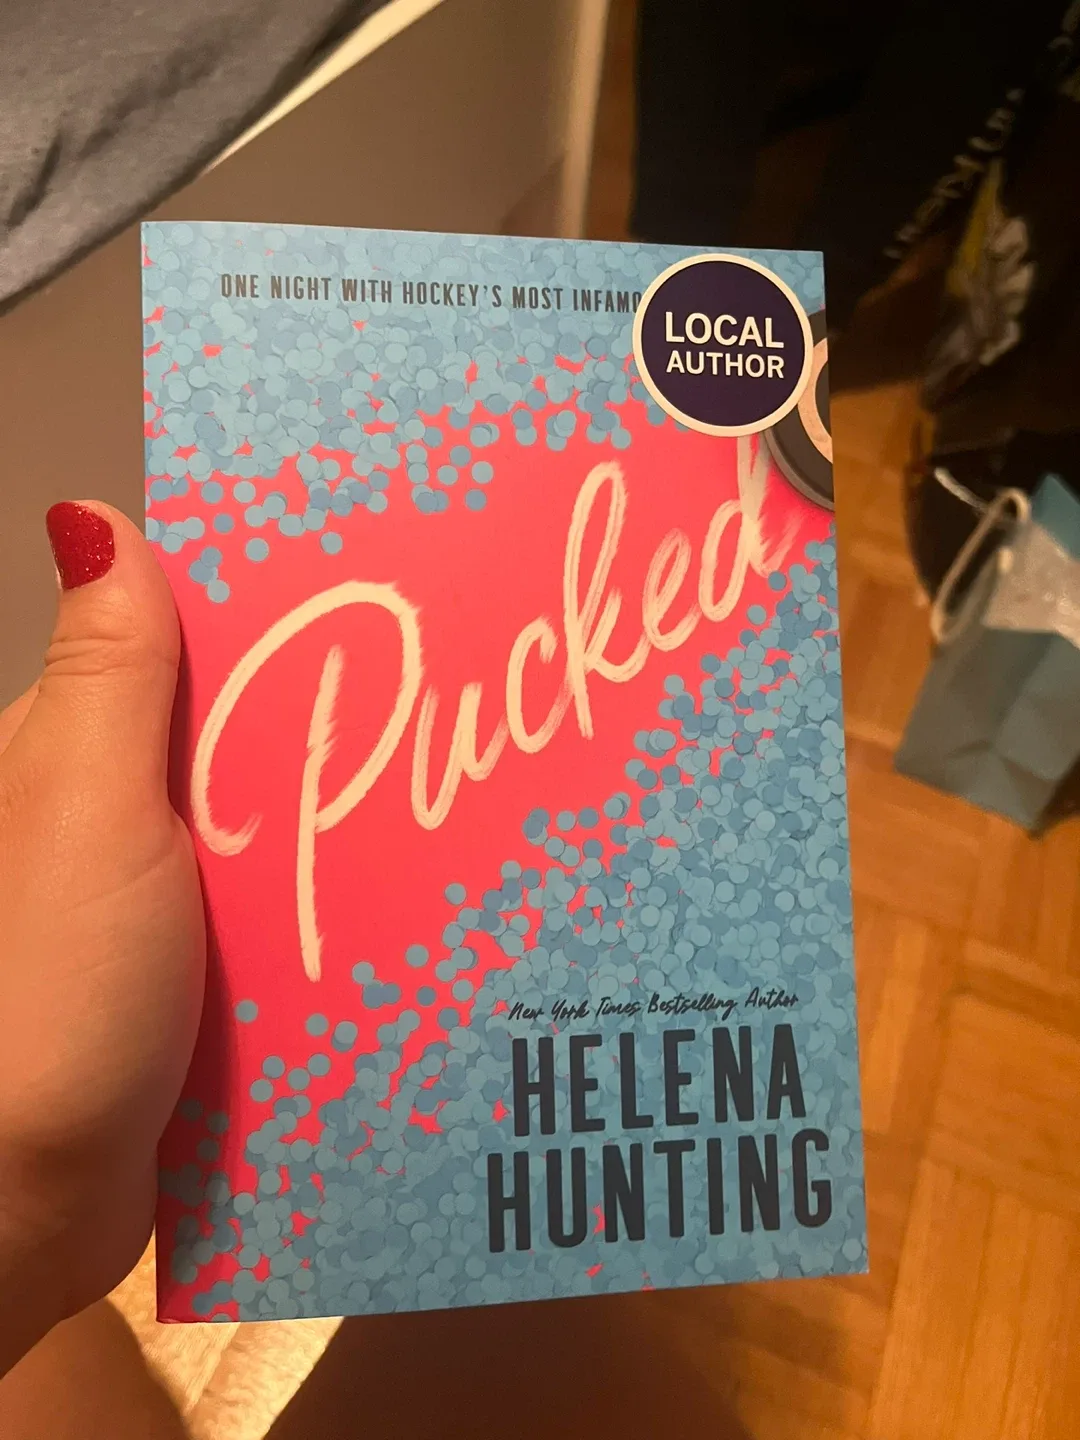 ONE NIGHT WITH HOCKEY'S MOST INFAMO
LOCAL
AUTHOR
Pucked
New York Times Bestselling Author
HELENA
HUNTING